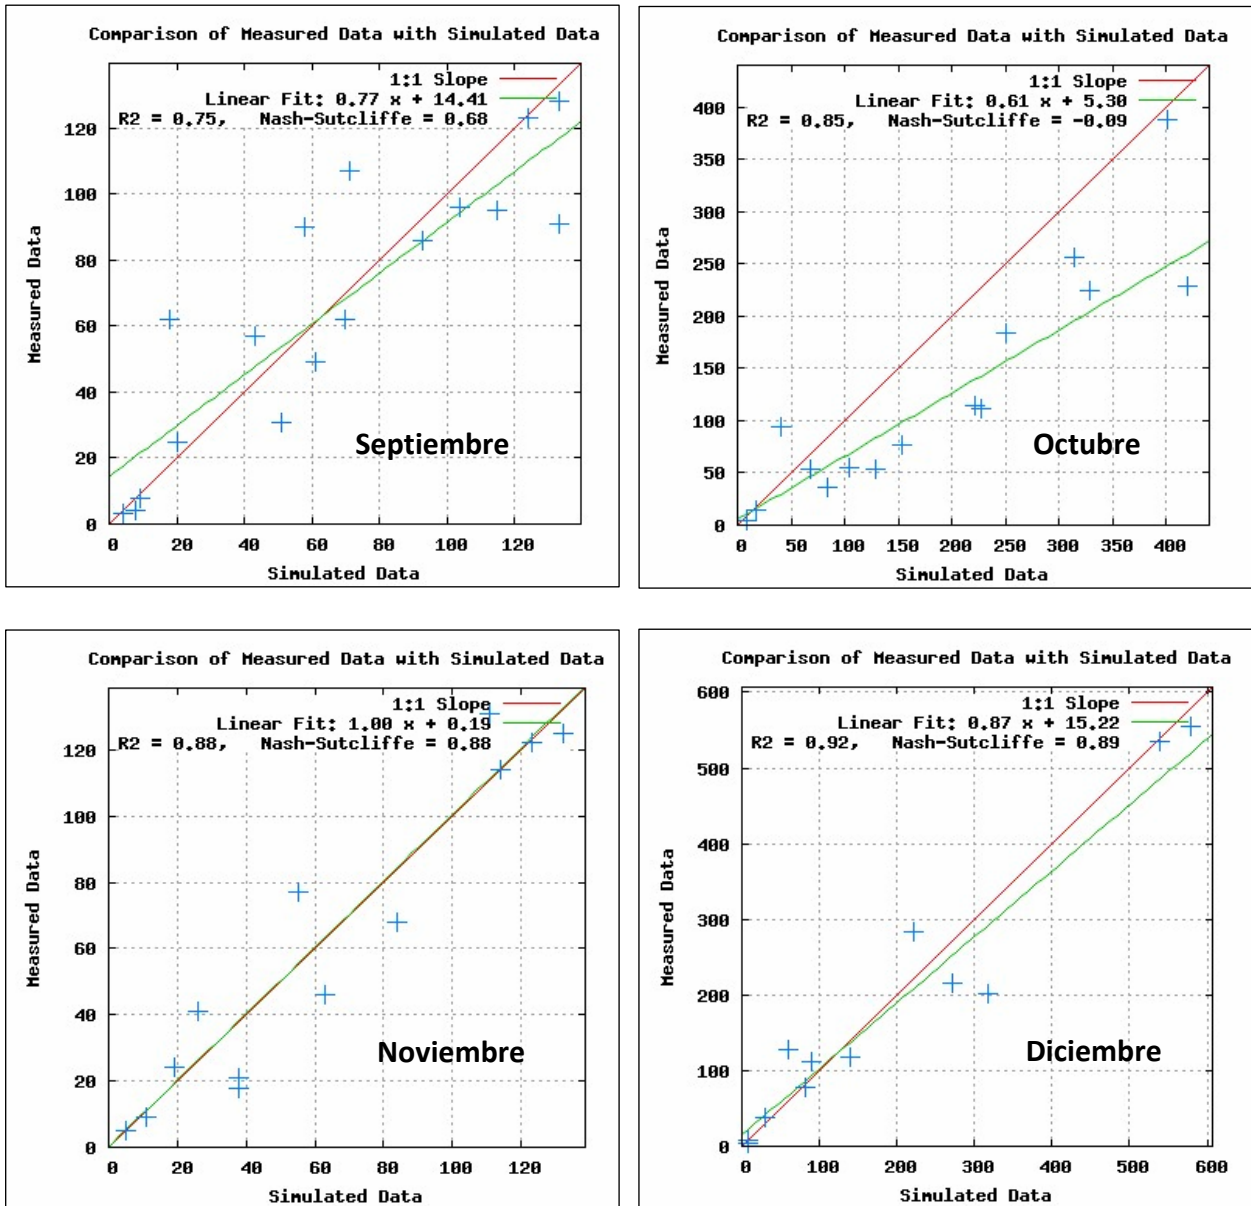 Comparison of Measured Data with Simulated Data
1:1 Slope
Linear Fit: 0.77 x + 14.41
R2 = 0.75, Nash-Sutcliffe = 0.68
120
100
80
60
40
20
0
Measured Data
Septiembre
0 20 40 60 80 100 120
Simulated Data
Comparison of Measured Data with Simulated Data
1:1 Slope
Linear Fit: 0.61 x + 5.30
R2 = 0.85, Nash-Sutcliffe = -0.09
400
350
300
250
200
150
100
50
0
Measured Data
Octubre
0 50 100 150 200 250 300 350 400
Simulated Data
Comparison of Measured Data with Simulated Data
1:1 Slope
Linear Fit: 1.00 x + 0.19
R2 = 0.88, Nash-Sutcliffe = 0.88
120
100
80
60
40
20
0
Measured Data
Noviembre
0 20 40 60 80 100 120
Simulated Data
Comparison of Measured Data with Simulated Data
600
1:1 Slope
Linear Fit: 0.87 x + 15.22
R2 = 0.92, Nash-Sutcliffe = 0.89
500
400
300
200
100
0
Measured Data
Diciembre
0 100 200 300 400 500 600
Simulated Data